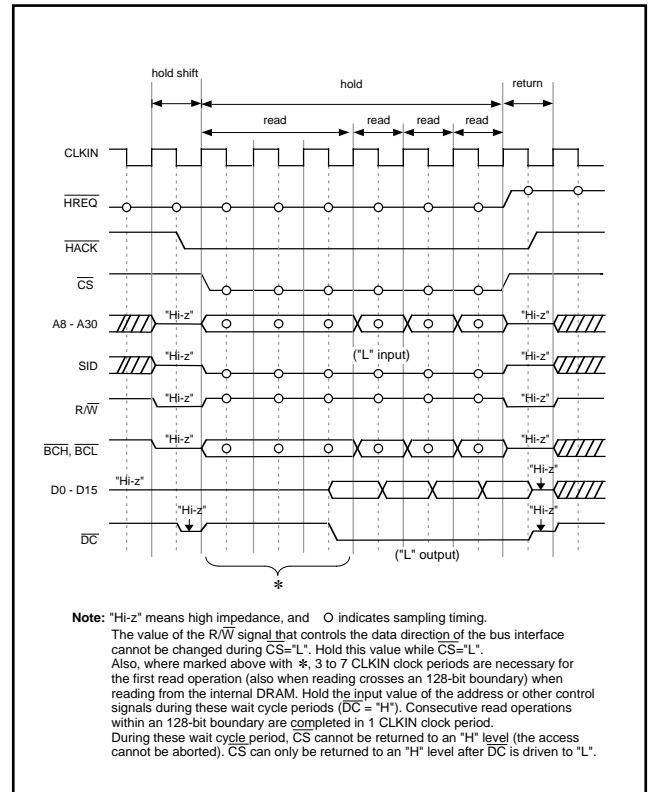 hold shift
hold
return
read
read
read
read
CLKIN
HREQ
HACK
CS
A8 - A30
"Hi-z"
"Hi-z"
("L" input)
SID
"Hi-z"
"Hi-z"
R/W
"Hi-z"
"Hi-z"
BCH, BCL
"Hi-z"
"Hi-z"
D0 - D15
"Hi-z"
"Hi-z"
DC
"Hi-z"
"Hi-z"
("L" output)
*
Note: "Hi-z" means high impedance, and O indicates sampling timing.
The value of the R/W signal that controls the data direction of the bus interface
cannot be changed during CS="L". Hold this value while CS="L".
Also, where marked above with *, 3 to 7 CLKIN clock periods are necessary for
the first read operation (also when reading crosses an 128-bit boundary) when
reading from the internal DRAM. Hold the input value of the address or other control
signals during these wait cycle periods (DC = "H"). Consecutive read operations
within an 128-bit boundary are completed in 1 CLKIN clock period.
During these wait cycle period, CS cannot be returned to an "H" level (the access
cannot be aborted). CS can only be returned to an "H" level after DC is driven to "L".